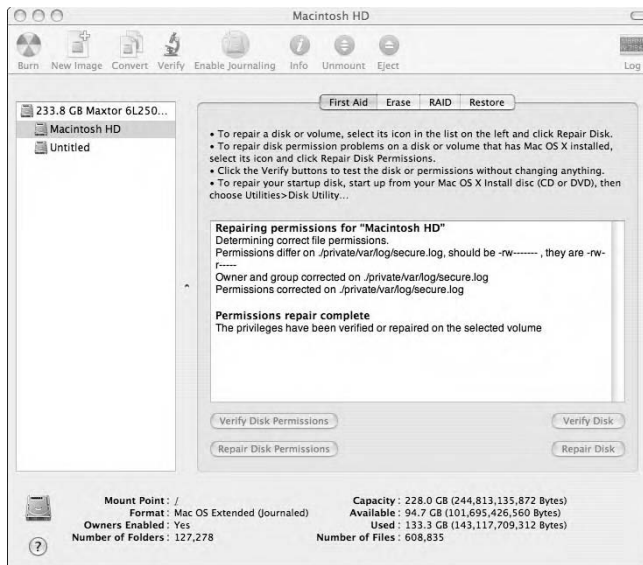 Macintosh HD
Burn New Image Convert Verify Enable Journaling Info Unmount Eject Log
233.8 GB Maxtor 6L250...
Macintosh HD
Untitled
First Aid Erase RAID Restore
• To repair a disk or volume, select its icon in the list on the left and click Repair Disk.
• To repair disk permission problems on a disk or volume that has Mac OS X installed,
select its icon and click Repair Disk Permissions.
• Click the Verify buttons to test the disk or permissions without changing anything.
• To repair your startup disk, start up from your Mac OS X Install disc (CD or DVD), then
choose Utilities>Disk Utility...
Repairing permissions for "Macintosh HD"
Determining correct file permissions.
Permissions differ on ./private/var/log/secure.log, should be -rw------- , they are -rw-
r-----
Owner and group corrected on ./private/var/log/secure.log
Permissions corrected on ./private/var/log/secure.log
Permissions repair complete
The privileges have been verified or repaired on the selected volume
Verify Disk Permissions Verify Disk
Repair Disk Permissions Repair Disk
Mount Point : /
Format : Mac OS Extended (Journaled)
Owners Enabled : Yes
Number of Folders : 127,278
Capacity : 228.0 GB (244,813,135,872 Bytes)
Available : 94.7 GB (101,695,426,560 Bytes)
Used : 133.3 GB (143,117,709,312 Bytes)
Number of Files : 608,835
?